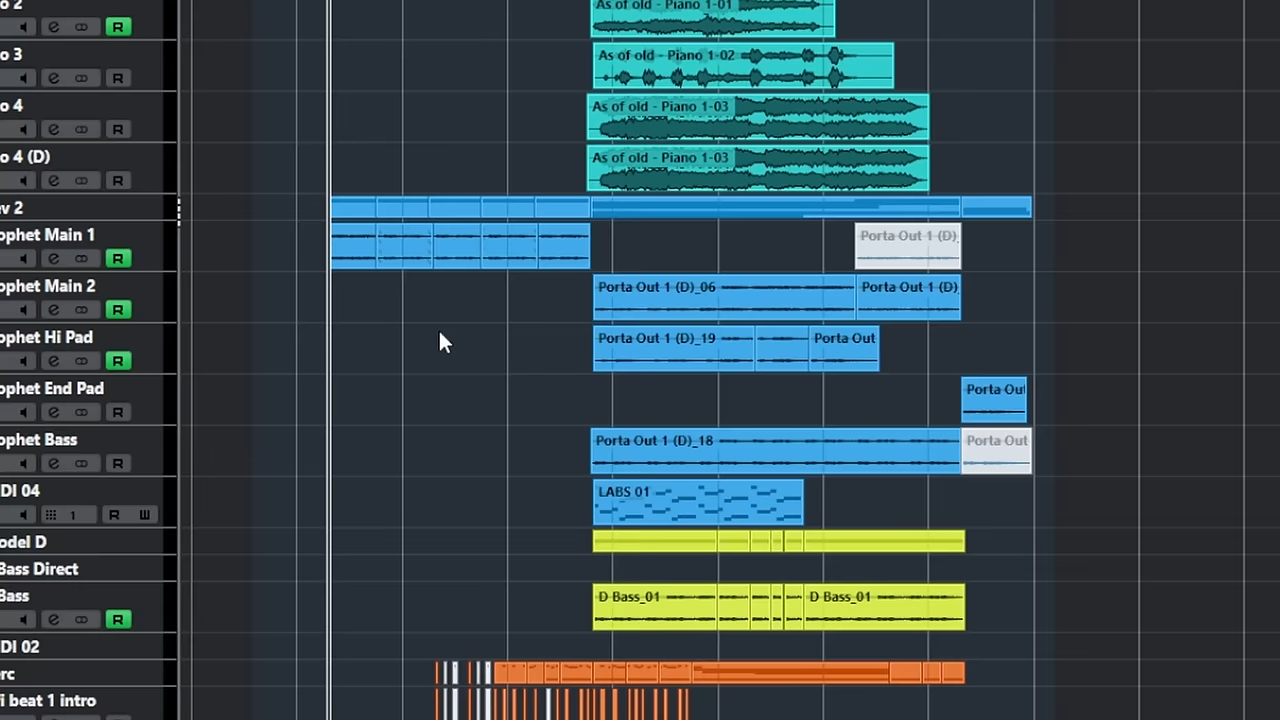 o 2
As of old - Piano 1-01
R
o 3
As of old - Piano 1-02
e R
o 4
As of old - Piano 1-03
e R
o 4 (D)
As of old - Piano 1-03
e R
ev 2
ophet Main 1
Porta Out 1 (D)
e R
ophet Main 2
Porta Out 1 (D)_06
Porta Out 1 (D)
e R
ophet Hi Pad
Porta Out 1 (D)_19
Porta Out
e R
ophet End Pad
Porta Out
e R
ophet Bass
Porta Out 1 (D)_18
Porta Out
e R
DI 04
LABS 01
1 R
odel D
Bass Direct
Bass
D Bass_01
D Bass_01
e R
DI 02
erc
i beat 1 intro